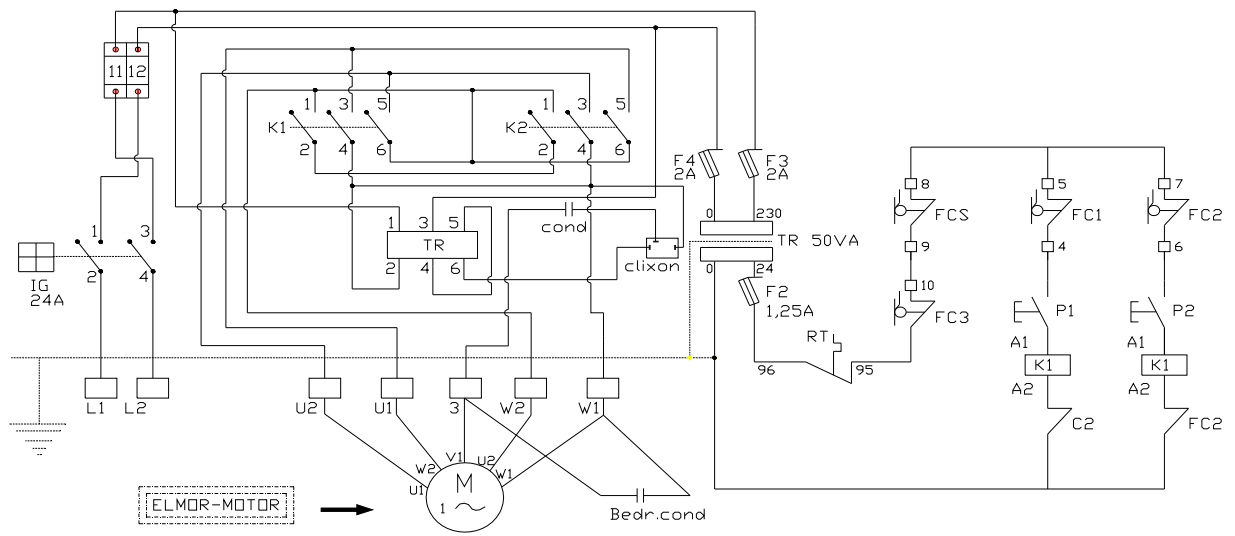 11 12
1 3 5
K1
2 4 6
1 3 5
K2
2 4 6
F4
2A
F3
2A
0 230
TR 50VA
0 24
F2
1,25A
RT
96 95
8
FCS
9
10
FC3
5
FC1
4
P1
A1
K1
A2
C2
7
FC2
6
P2
A1
K1
A2
FC2
1 3 5
TR
2 4 6
cond
clixon
1 3
2 4
IG
24A
L1 L2
U2 U1 3 W2 W1
U1 W2 V1 U2 W1
M
1 ~
Bedr.cond
ELMOR-MOTOR